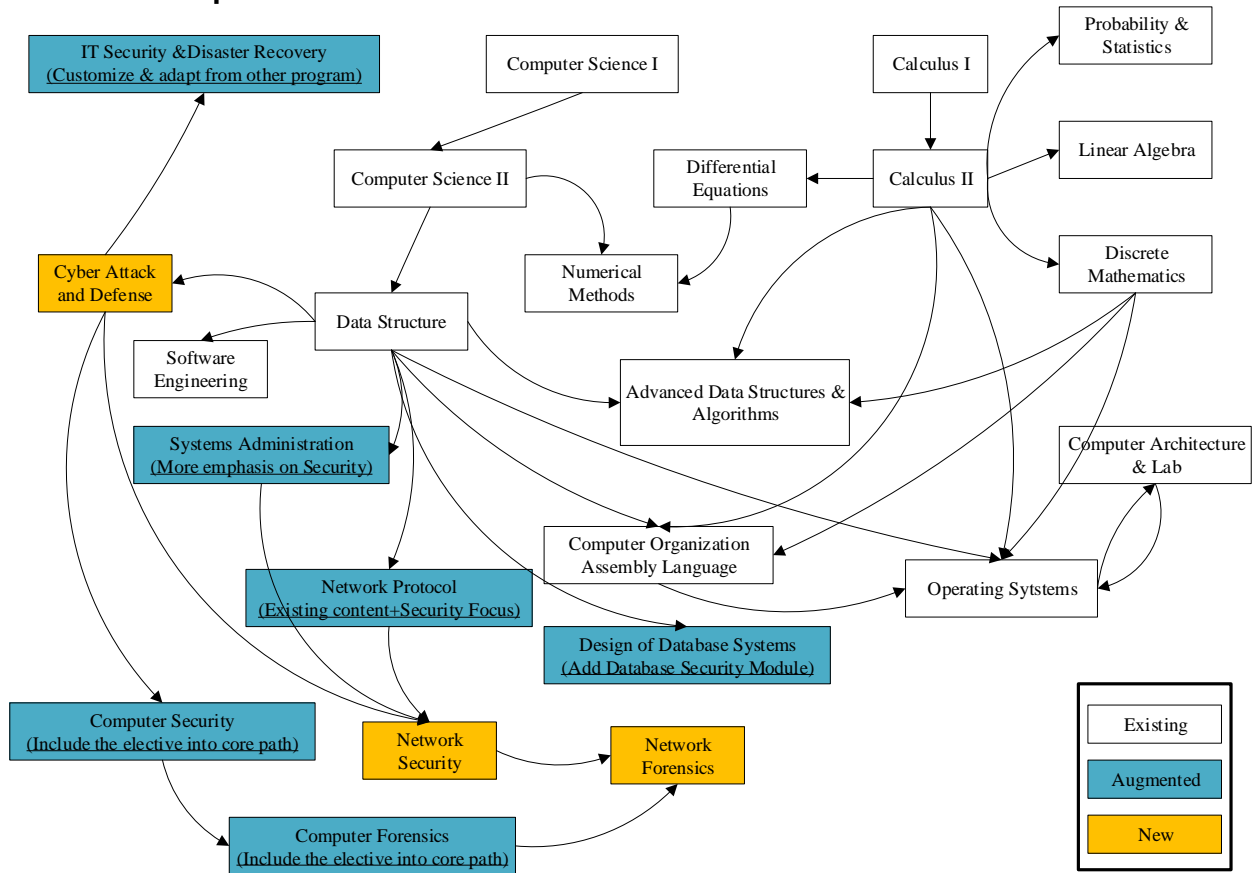 Probability &
Statistics
IT Security &Disaster Recovery
(Customize & adapt from other program)
Computer Science I
Calculus I
Linear Algebra
Computer Science II
Differential
Equations
Calculus II
Discrete
Mathematics
Cyber Attack
and Defense
Numerical
Methods
Data Structure
Software
Engineering
Advanced Data Structures &
Algorithms
Systems Administration
(More emphasis on Security)
Computer Architecture
& Lab
Computer Organization
Assembly Language
Network Protocol
(Existing content+Security Focus)
Operating Sytstems
Design of Database Systems
(Add Database Security Module)
Computer Security
(Include the elective into core path)
Network
Security
Network
Forensics
Computer Forensics
(Include the elective into core path)
Existing
Augmented
New